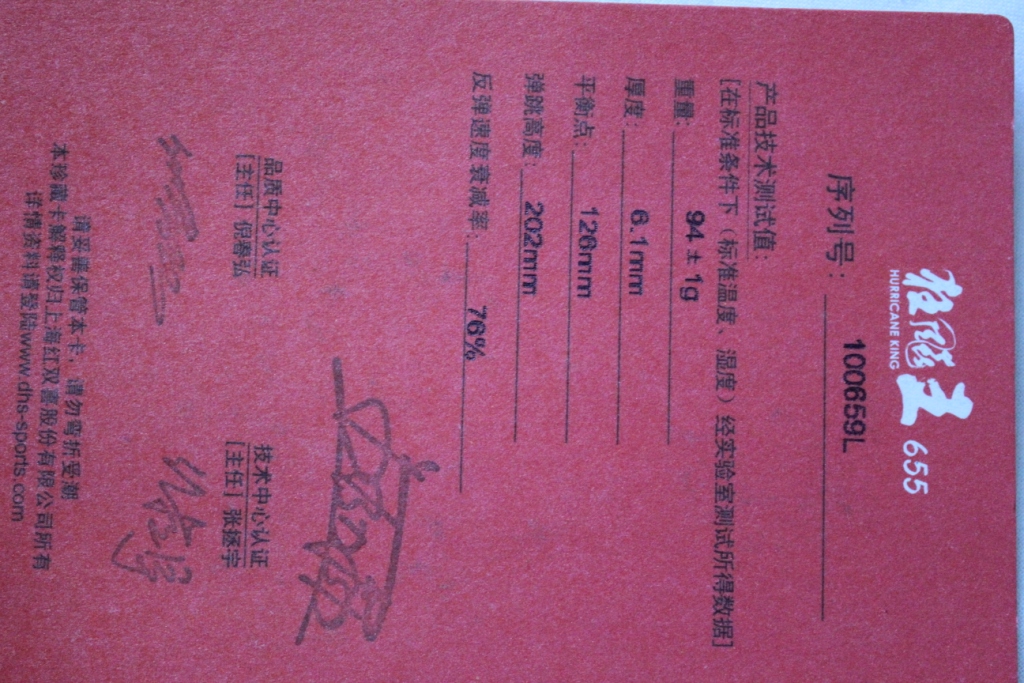 狂飚王 655
HURRICANE KING
序列号： 100659L
产品技术测试值：
[在标准条件下（标准温度、湿度）经实验室测试所得数据]
重量： 94 ± 1g
厚度： 6.1mm
平衡点： 126mm
弹跳高度： 202mm
反弹速度衰减率： 76%
品质中心认证 技术中心认证
[主任] 倪春弘 [主任] 张拯宇
请妥善保管本卡，请勿弯折受潮
本珍藏卡解释权归上海红双喜股份有限公司所有
详情资料请登陆www.dhs-sports.com